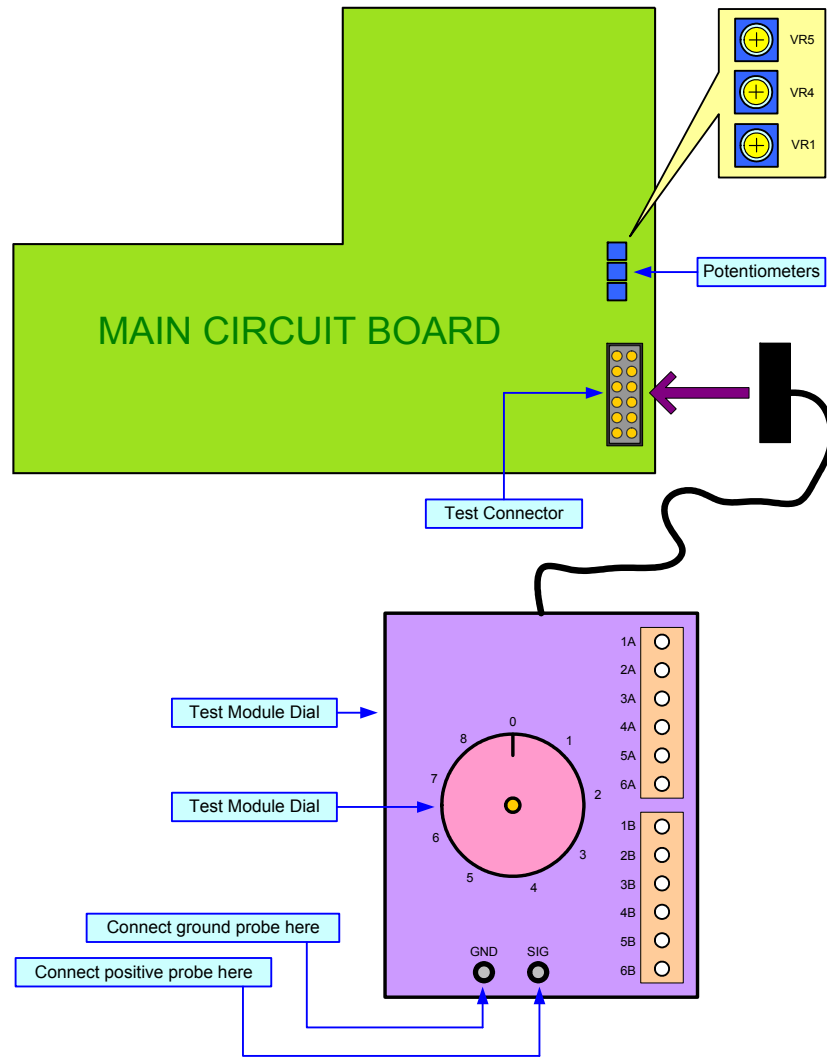 VR5
VR4
VR1
Potentiometers
MAIN CIRCUIT BOARD
Test Connector
1A
2A
3A
4A
5A
6A
Test Module Dial
0
1
2
3
4
5
6
7
8
Test Module Dial
1B
2B
3B
4B
5B
6B
Connect ground probe here
Connect positive probe here
GND
SIG